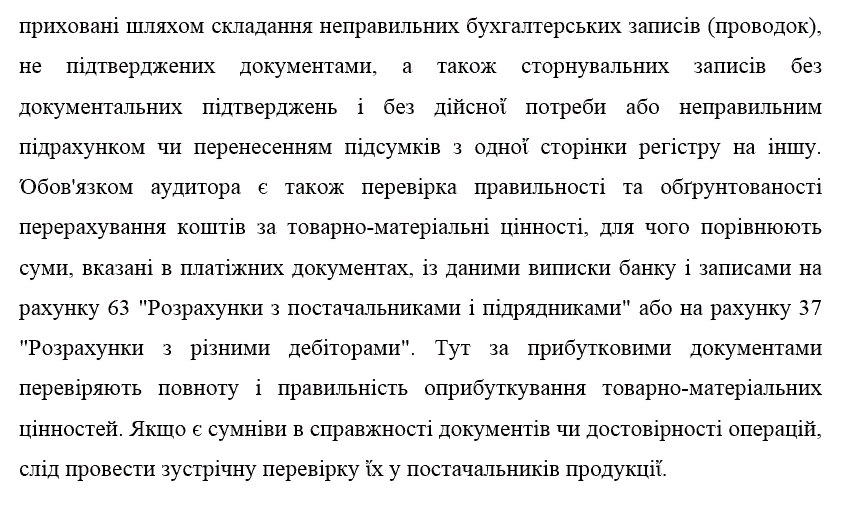 приховані шляхом складання неправильних бухгалтерських записів (проводок),
не підтверджених документами, а також сторнувальних записів без
документальних підтверджень і без дійсної̈ потреби або неправильним
підрахунком чи перенесенням підсумків з одної̈ сторінки регістру на іншу.
Обов'язком аудитора є також перевірка правильності та обґрунтованості
перерахування коштів за товарно-матеріальні цінності, для чого порівнюють
суми, вказані в платіжних документах, із даними виписки банку і записами на
рахунку 63 "Розрахунки з постачальниками і підрядниками" або на рахунку 37
"Розрахунки з різними дебіторами". Тут за прибутковими документами
перевіряють повноту і правильність оприбуткування товарно-матеріальних
цінностей. Якщо є сумніви в справжності документів чи достовірності операцій,
слід провести зустрічну перевірку ї̈х у постачальників продукції̈.